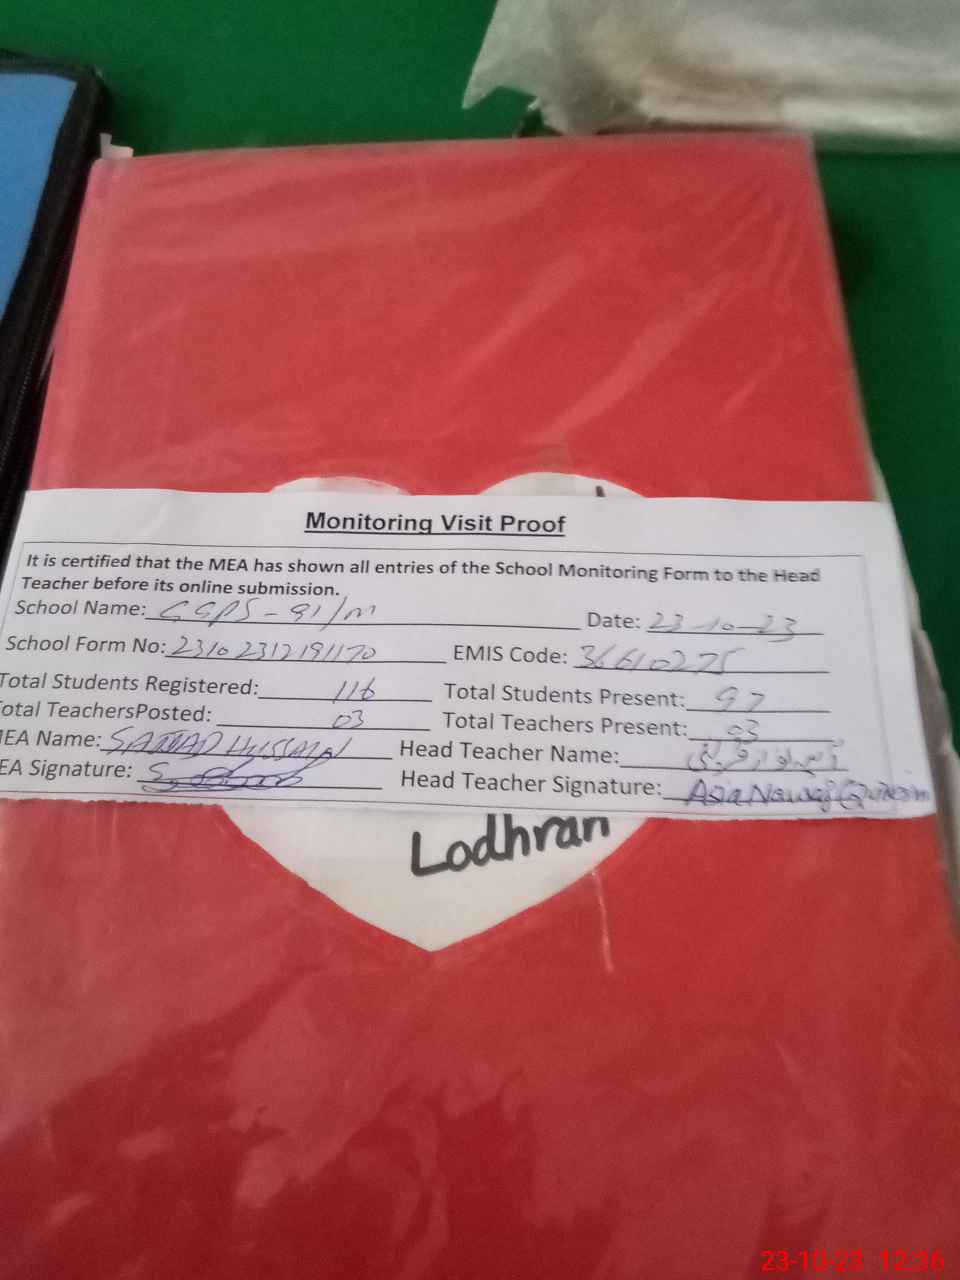 Monitoring Visit Proof
It is certified that the MEA has shown all entries of the School Monitoring Form to the Head
Teacher before its online submission.
School Name: GGPS - 91/m Date: 23-10-23
School Form No: 23102312191170 EMIS Code: 36610275
Total Students Registered: 116 Total Students Present: 97
Total TeachersPosted: 03 Total Teachers Present: 03
MEA Name: HUSSAIN Head Teacher Name:
EA Signature: Head Teacher Signature: Asia Nawaz
Lodhran
23-10-23 12:36